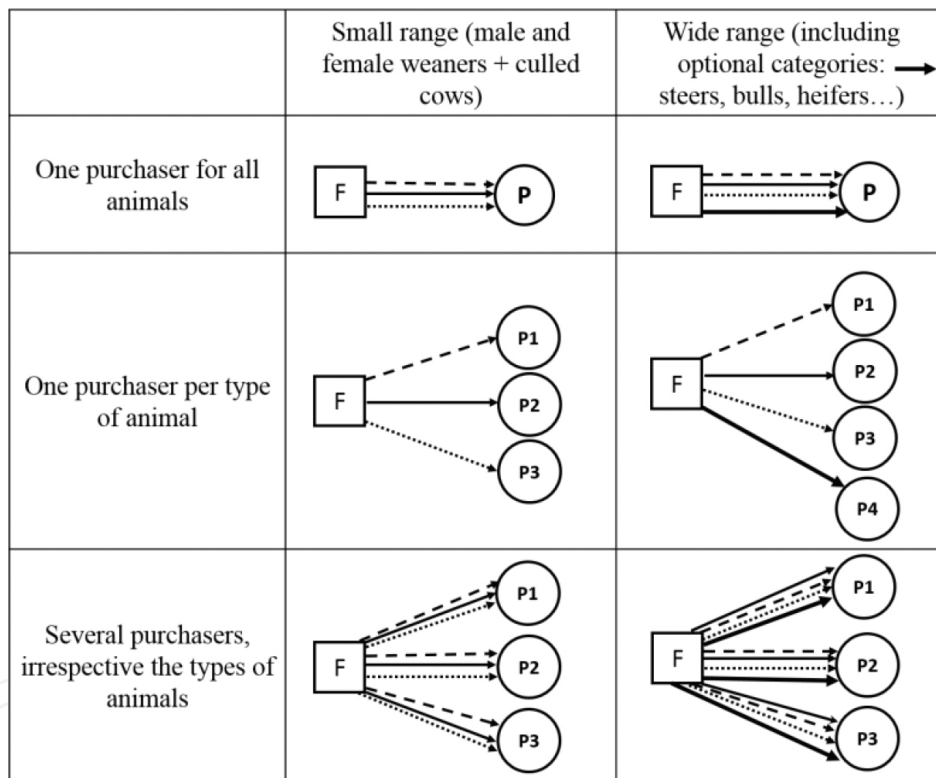 Small range (male and
female weaners + culled
cows)
Wide range (including
optional categories:
steers, bulls, heifers…)
One purchaser for all
animals
F
P
F
P
One purchaser per type
of animal
F
P1
P2
P3
F
P1
P2
P3
P4
Several purchasers,
irrespective the types of
animals
F
P1
P2
P3
F
P1
P2
P3